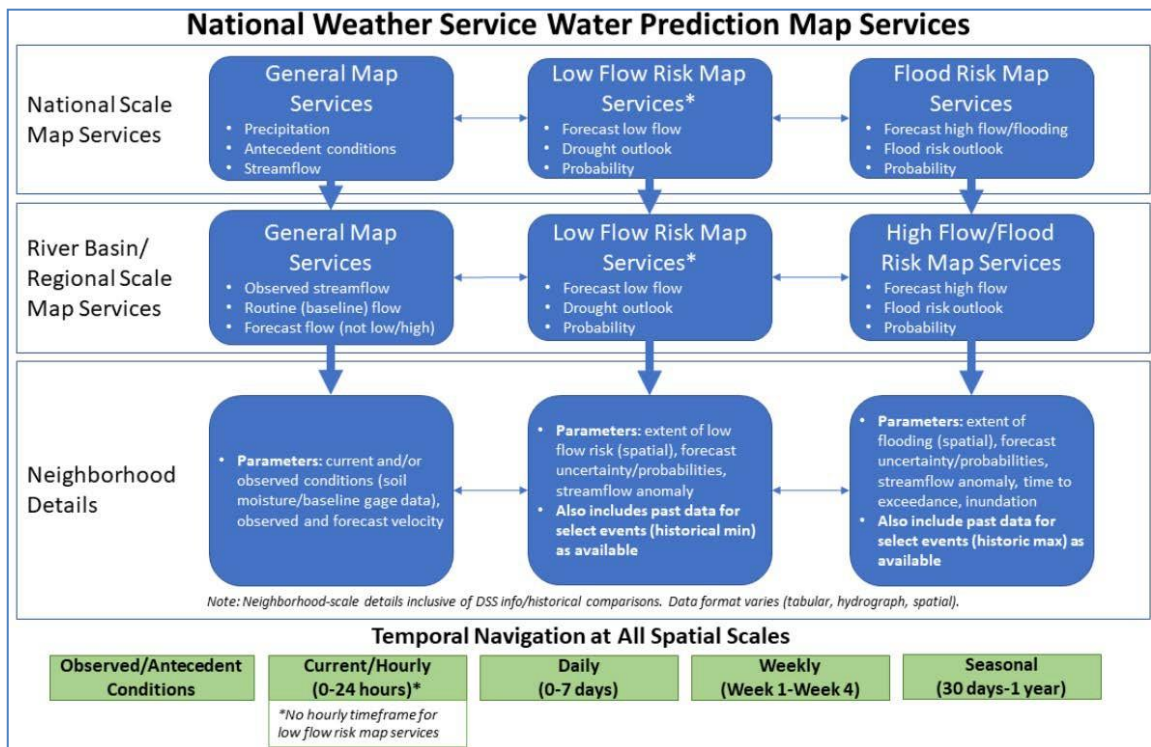 National Weather Service Water Prediction Map Services
National Scale
Map Services
General Map
Services
• Precipitation
• Antecedent conditions
• Streamflow
Low Flow Risk Map
Services*
• Forecast low flow
• Drought outlook
• Probability
Flood Risk Map
Services
• Forecast high flow/flooding
• Flood risk outlook
• Probability
River Basin/
Regional Scale
Map Services
General Map
Services
• Observed streamflow
• Routine (baseline) flow
• Forecast flow (not low/high)
Low Flow Risk Map
Services*
• Forecast low flow
• Drought outlook
• Probability
High Flow/Flood
Risk Map Services
• Forecast high flow
• Flood risk outlook
• Probability
Neighborhood
Details
• Parameters: current and/or
observed conditions (soil
moisture/baseline gage data),
observed and forecast velocity
• Parameters: extent of low
flow risk (spatial), forecast
uncertainty/probabilities,
streamflow anomaly
• Also includes past data for
select events (historical min)
as available
• Parameters: extent of
flooding (spatial), forecast
uncertainty/probabilities,
streamflow anomaly, time to
exceedance, inundation
• Also include past data for
select events (historic max) as
available
Note: Neighborhood-scale details inclusive of DSS info/historical comparisons. Data format varies (tabular, hydrograph, spatial).
Temporal Navigation at All Spatial Scales
Observed/Antecedent
Conditions
Current/Hourly
(0-24 hours)*
*No hourly timeframe for
low flow risk map services
Daily
(0-7 days)
Weekly
(Week 1-Week 4)
Seasonal
(30 days-1 year)